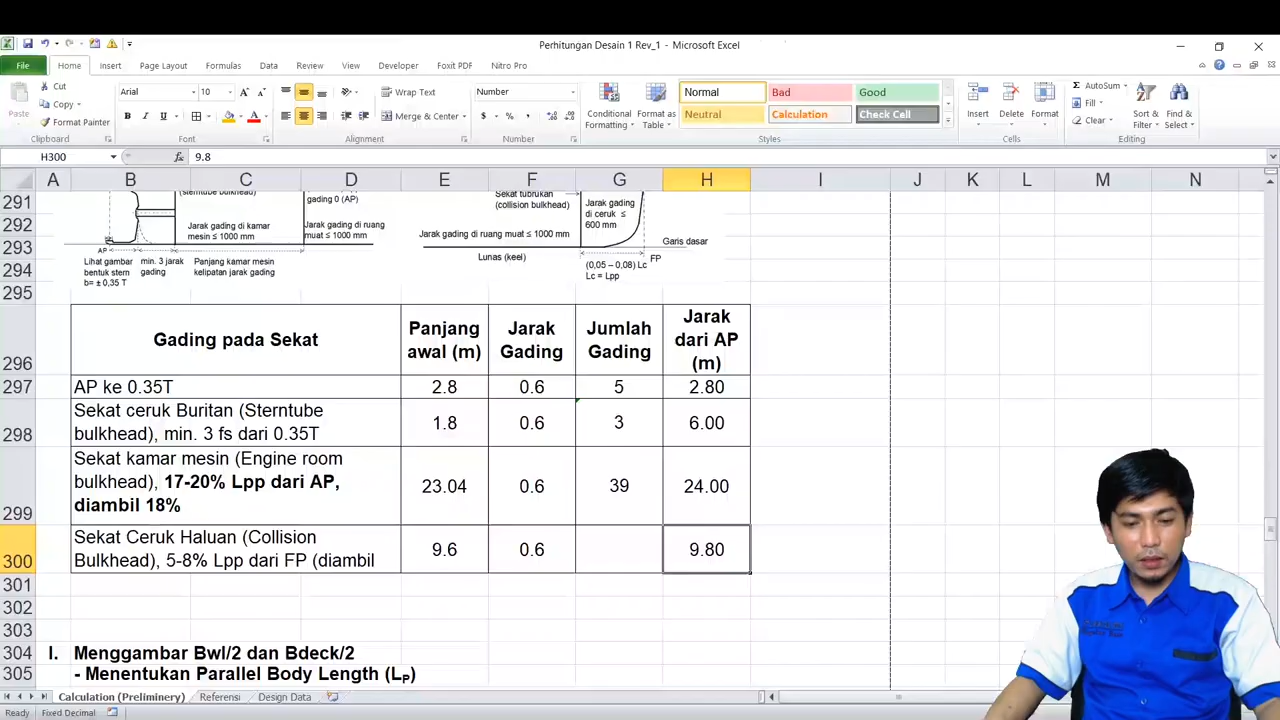 Perhitungan Desain 1 Rev_1 - Microsoft Excel
File Home Insert Page Layout Formulas Data Review View Developer Foxit PDF Nitro Pro
Cut
Copy
Format Painter
Paste
Clipboard
Arial 10
B I U
Font
Wrap Text
Merge & Center
Alignment
Number
$ % ,
Number
Conditional Formatting
Format as Table
Normal Bad Good
Neutral Calculation Check Cell
Styles
Insert Delete Format
Cells
AutoSum
Fill
Clear
Sort & Filter
Find & Select
Editing
H300 fx 9.8
A B C D E F G H I J K L M N
291
292
293
294
295
(sterntube bulkhead)
gading 0 (AP)
Jarak gading di kamar
mesin ≤ 1000 mm
Jarak gading di ruang
muat ≤ 1000 mm
AP
Lihat gambar
bentuk stern
b= ± 0,35 T
min. 3 jarak
gading
Panjang kamar mesin
kelipatan jarak gading
Sekat tubrukan
(collision bulkhead)
Jarak gading
di ceruk ≤
600 mm
Jarak gading di ruang muat ≤ 1000 mm
Garis dasar
Lunas (keel)
FP
(0,05 – 0,08) Lc
Lc = Lpp
296 Gading pada Sekat Panjang awal (m) Jarak Gading Jumlah Gading Jarak dari AP (m)
297 AP ke 0.35T 2.8 0.6 5 2.80
298 Sekat ceruk Buritan (Sterntube
bulkhead), min. 3 fs dari 0.35T 1.8 0.6 3 6.00
299 Sekat kamar mesin (Engine room
bulkhead), 17-20% Lpp dari AP,
diambil 18% 23.04 0.6 39 24.00
300 Sekat Ceruk Haluan (Collision
Bulkhead), 5-8% Lpp dari FP (diambil 9.6 0.6 9.80
301
302
303
304 I. Menggambar Bwl/2 dan Bdeck/2
305 - Menentukan Parallel Body Length (LP)
Calculation (Preliminery) Referensi Design Data
Ready Fixed Decimal